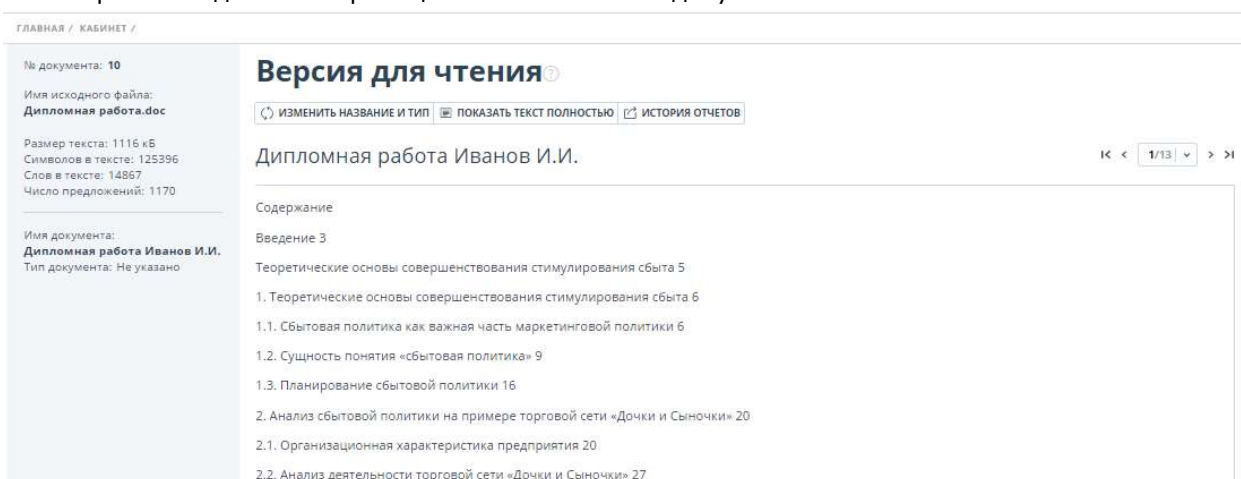 ГЛАВНАЯ / КАБИНЕТ /
№ документа: 10
Имя исходного файла:
Дипломная работа.doc
Размер текста: 1116 кБ
Символов в тексте: 125396
Слов в тексте: 14867
Число предложений: 1170
Имя документа:
Дипломная работа Иванов И.И.
Тип документа: Не указано
Версия для чтения ?
ИЗМЕНИТЬ НАЗВАНИЕ И ТИП ПОКАЗАТЬ ТЕКСТ ПОЛНОСТЬЮ ИСТОРИЯ ОТЧЕТОВ
Дипломная работа Иванов И.И. 1/13
Содержание
Введение 3
Теоретические основы совершенствования стимулирования сбыта 5
1. Теоретические основы совершенствования стимулирования сбыта 6
1.1. Сбытовая политика как важная часть маркетинговой политики 6
1.2. Сущность понятия «сбытовая политика» 9
1.3. Планирование сбытовой политики 16
2. Анализ сбытовой политики на примере торговой сети «Дочки и Сыночки» 20
2.1. Организационная характеристика предприятия 20
2.2. Анализ деятельности торговой сети «Дочки и Сыночки» 27